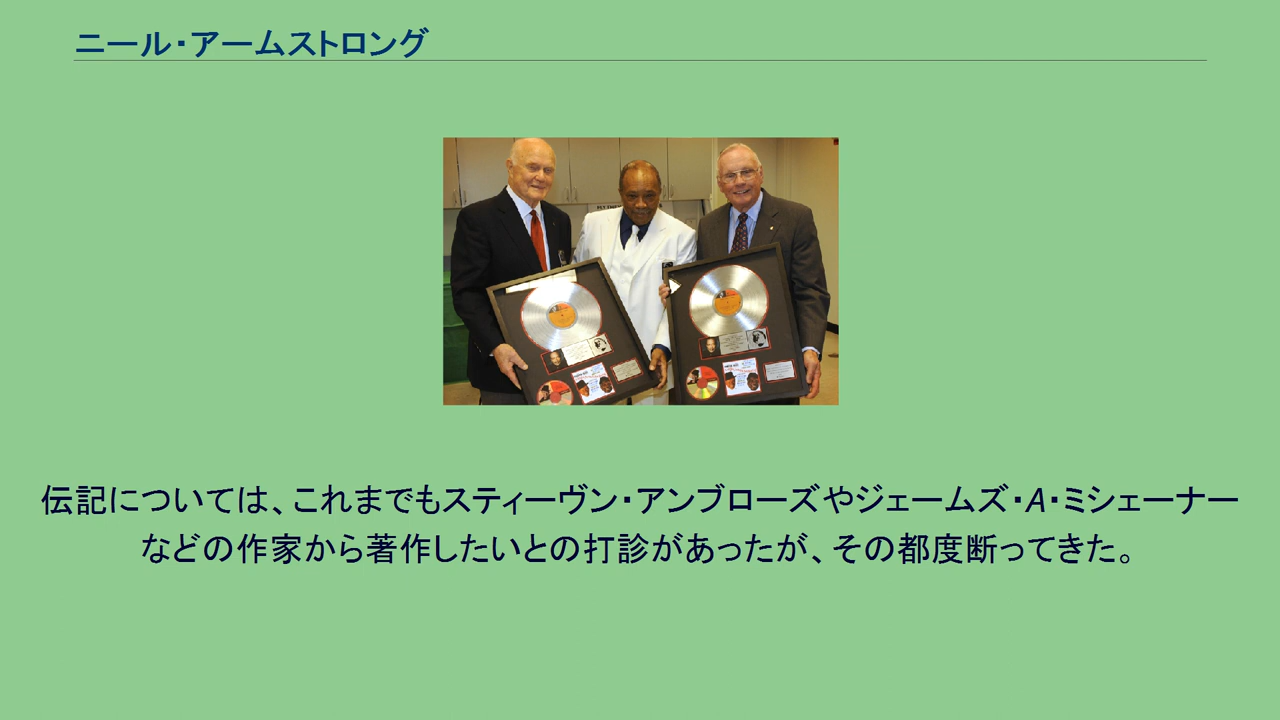 ニール・アームストロング
伝記については、これまでもスティーヴン・アンブローズやジェームズ・A・ミシェーナー
などの作家から著作したいとの打診があったが、その都度断ってきた。